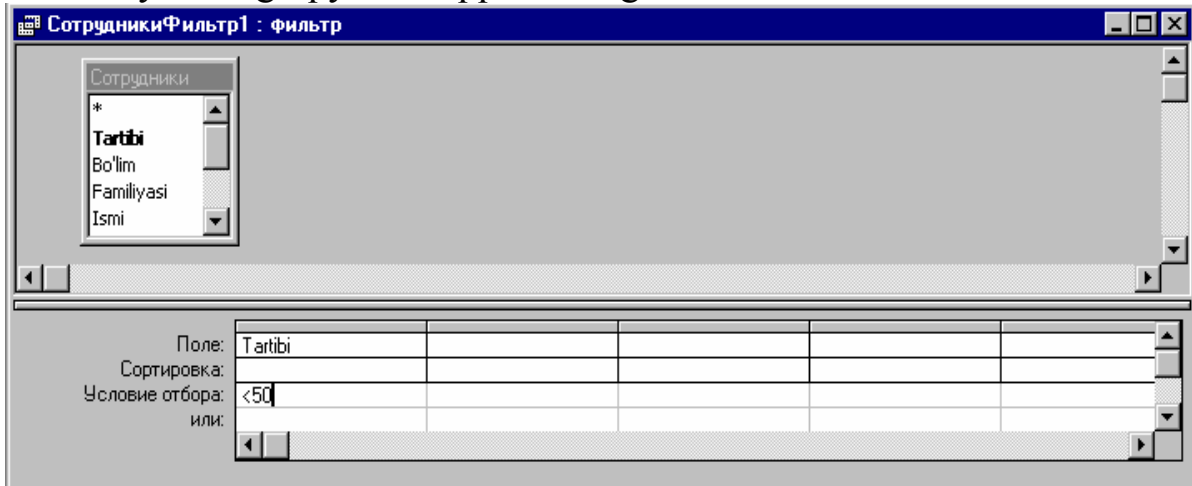 СотрудникиФильтр1 : фильтр
Сотрудники
*
Tartibi
Bo'lim
Familiyasi
Ismi
Поле: Tartibi
Сортировка:
Условие отбора: <50
или: